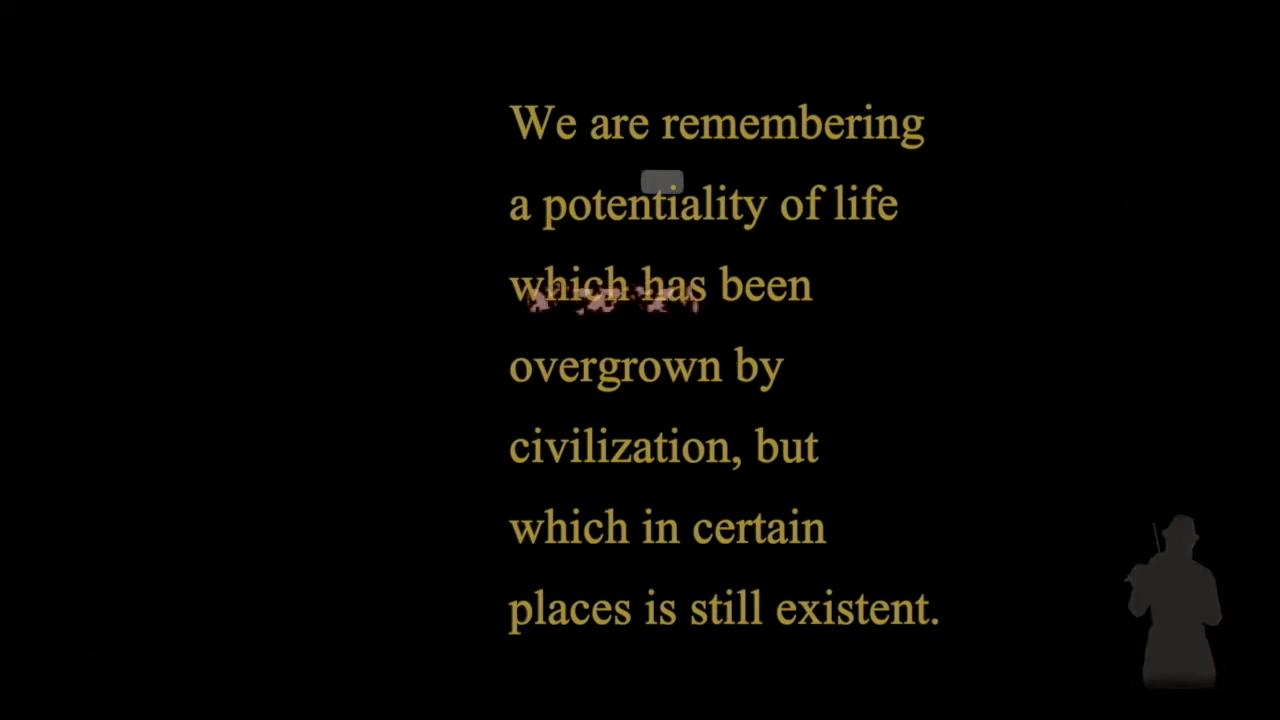 We are remembering
a potentiality of life
which has been
overgrown by
civilization, but
which in certain
places is still existent.